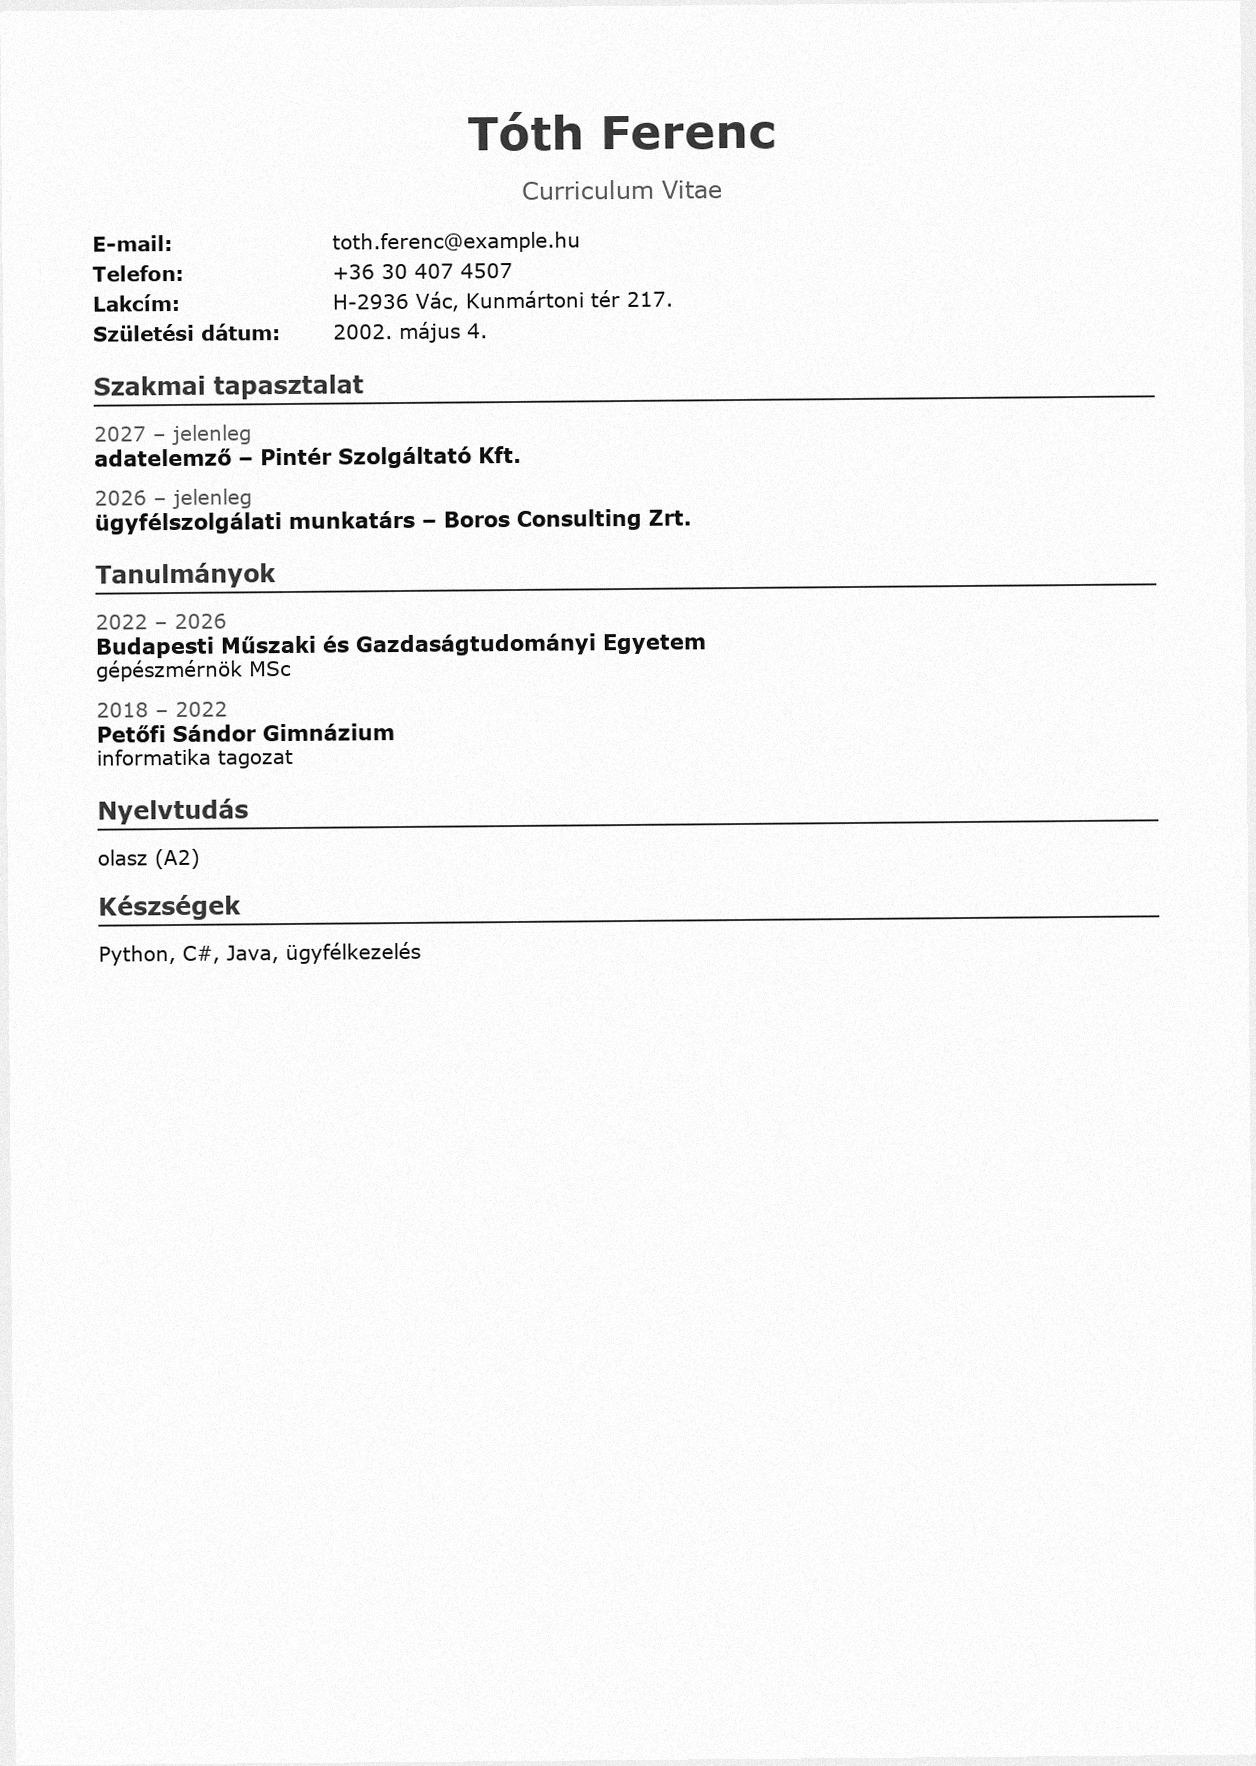 Tóth Ferenc
Curriculum Vitae
E-mail: toth.ferenc@example.hu
Telefon: +36 30 407 4507
Lakcím: H-2936 Vác, Kunmártoni tér 217.
Születési dátum: 2002. május 4.
Szakmai tapasztalat
2027 – jelenleg
adatelemző – Pintér Szolgáltató Kft.
2026 – jelenleg
ügyfélszolgálati munkatárs – Boros Consulting Zrt.
Tanulmányok
2022 – 2026
Budapesti Műszaki és Gazdaságtudományi Egyetem
gépészmérnök MSc
2018 – 2022
Petőfi Sándor Gimnázium
informatika tagozat
Nyelvtudás
olasz (A2)
Készségek
Python, C#, Java, ügyfélkezelés